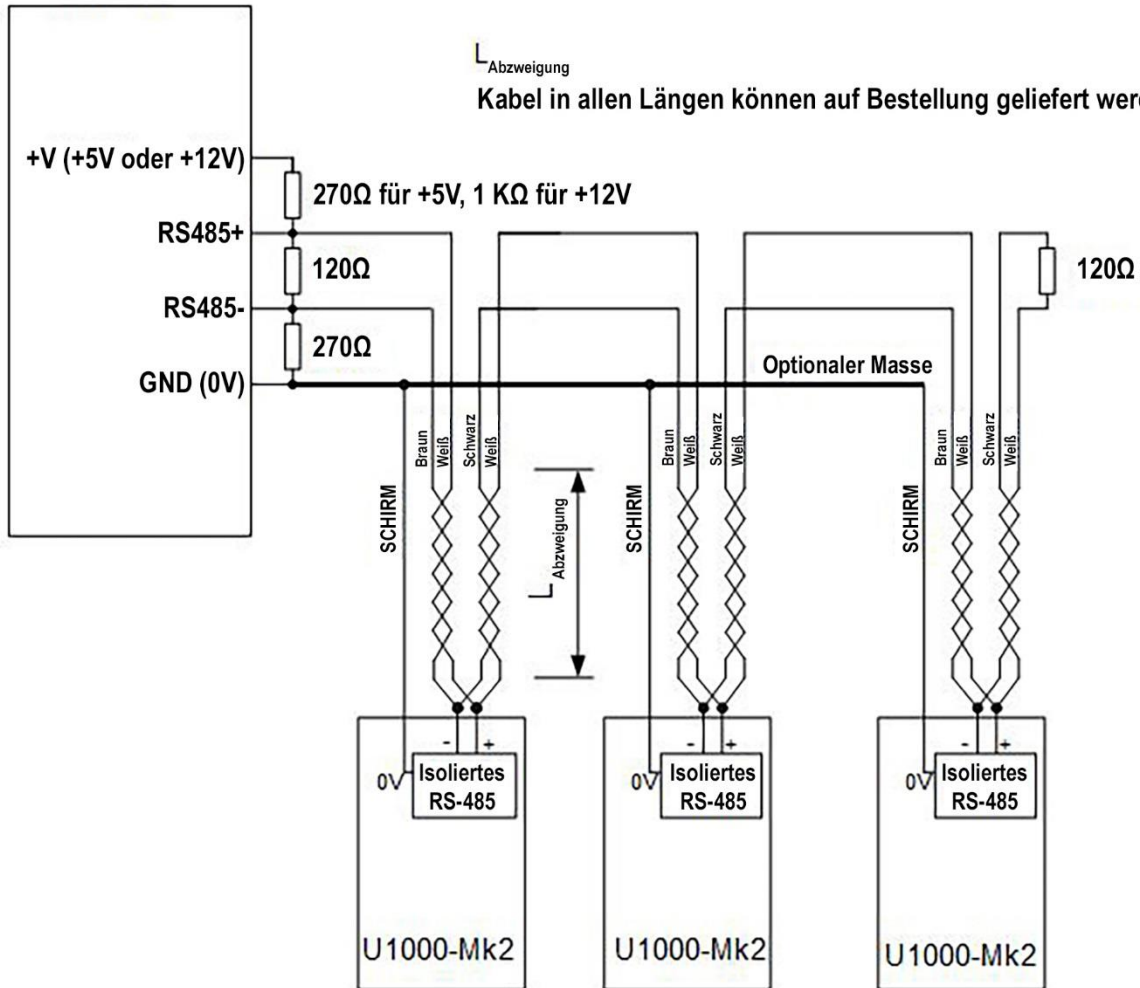 L Abzweigung
Kabel in allen Längen können auf Bestellung geliefert
+V (+5V oder +12V)
270Ω für +5V, 1 KΩ für +12V
RS485+
120Ω
120Ω
RS485-
270Ω
GND (0V)
Optionaler Masse
SCHIRM
Braun
Weiß
Schwarz
Weiß
L Abzweigung
SCHIRM
Braun
Weiß
Schwarz
Weiß
SCHIRM
Braun
Weiß
Schwarz
Weiß
- +
0V
Isoliertes
RS-485
U1000-Mk2
- +
0V
Isoliertes
RS-485
U1000-Mk2
- +
0V
Isoliertes
RS-485
U1000-Mk2